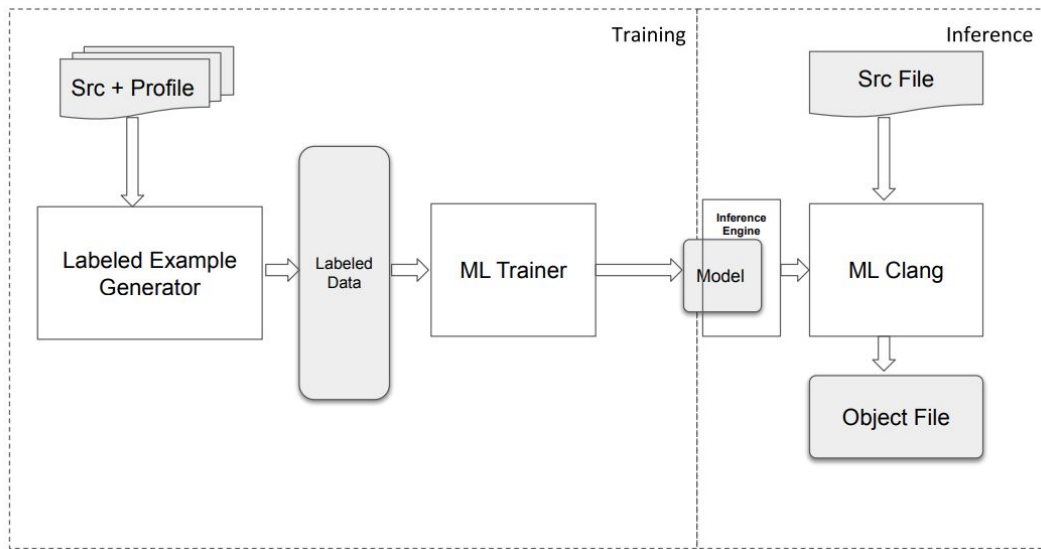 Training
Inference
Src + Profile
Src File
Labeled Example
Generator
Labeled
Data
ML Trainer
Inference
Engine
Model
ML Clang
Object File